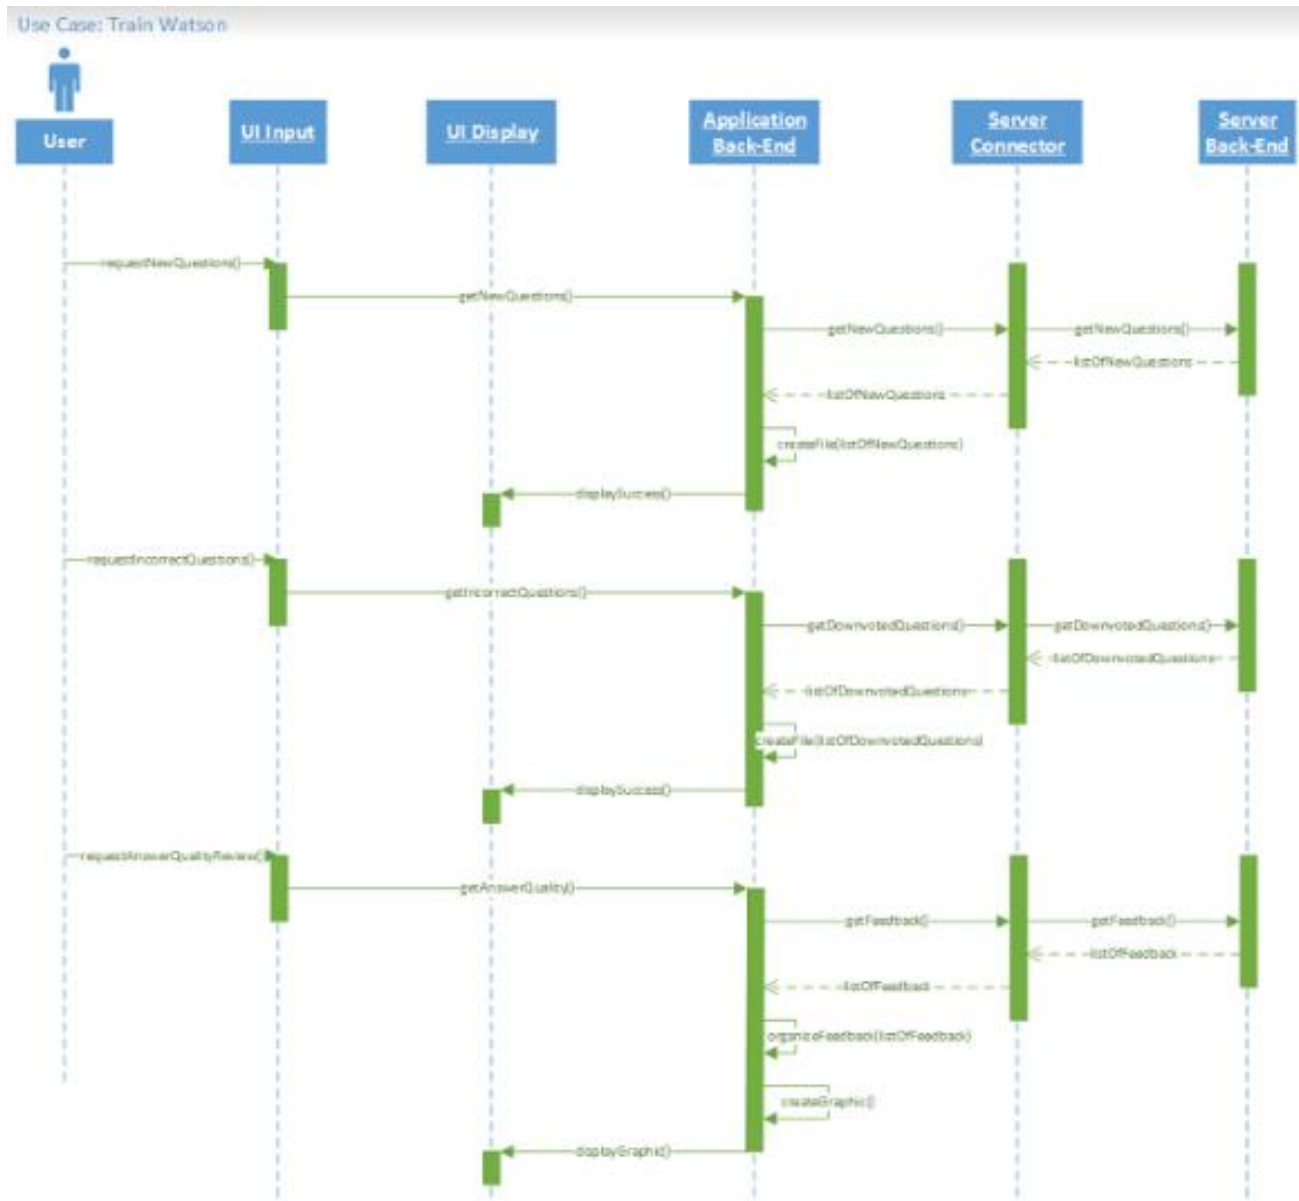 Use Case: Train Watson
User
UI Input
UI Display
Application
Back-End
Server
Connector
Server
Back-End
requestNewQuestions()
getNewQuestions()
getNewQuestions()
getNewQuestions()
listOfNewQuestions
listOfNewQuestions
createFile(listOfNewQuestions)
displaySuccess()
requestIncorrectQuestions()
getIncorrectQuestions()
getDownvotedQuestions()
getDownvotedQuestions()
listOfDownvotedQuestions
listOfDownvotedQuestions
createFile(listOfDownvotedQuestions)
displaySuccess()
requestAnswerQualityReview()
getAnswerQuality()
getFeedback()
getFeedback()
listOfFeedback
listOfFeedback
organizeFeedback(listOfFeedback)
createGraphic()
displayGraphic()